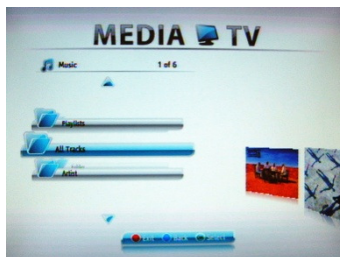 MEDIA TV
Music 1 of 6
Playlists
All Tracks
Artist